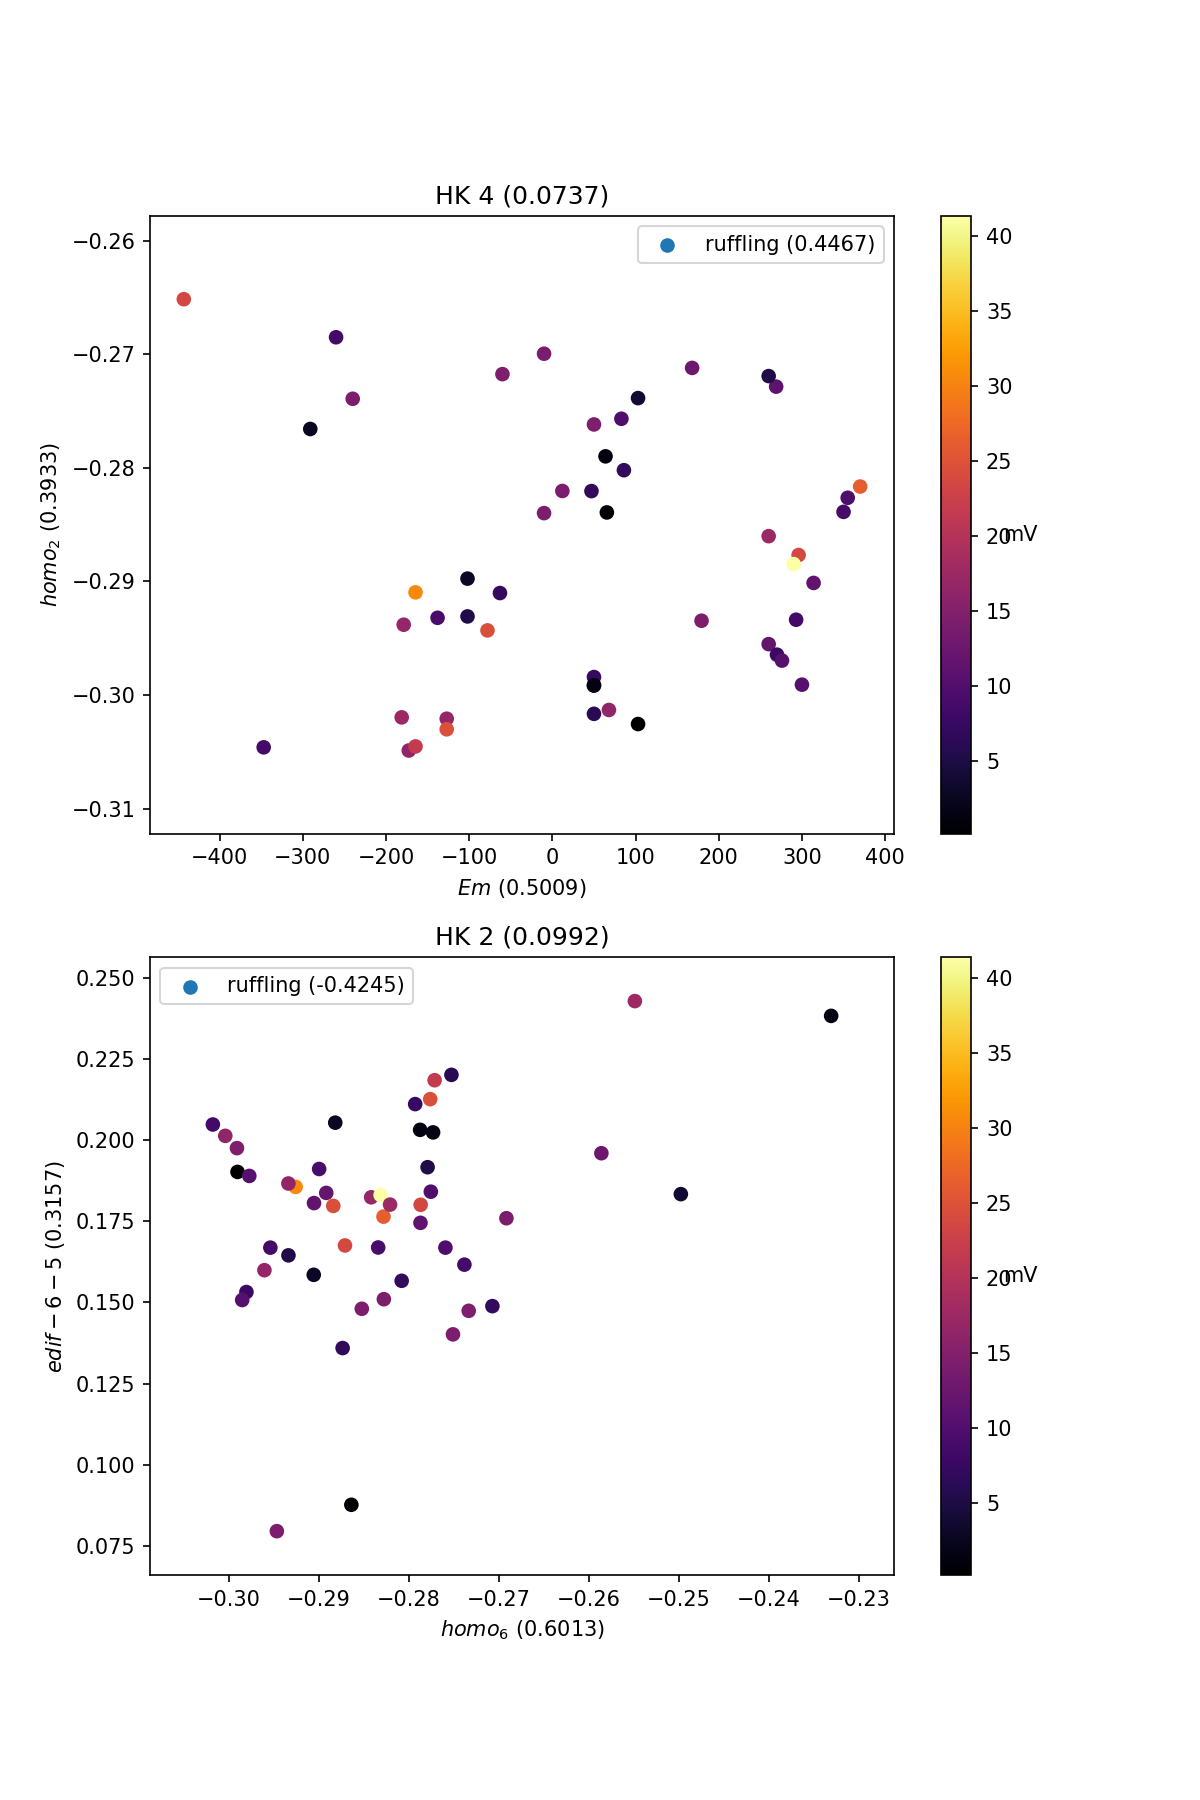 HK 4 (0.0737)
ruffling (0.4467)
−0.26
−0.27
−0.28
−0.29
−0.30
−0.31
homo₂ (0.3933)
−400 −300 −200 −100 0 100 200 300 400
Em (0.5009)
40
35
30
25
20
15
10
5
mV
HK 2 (0.0992)
ruffling (-0.4245)
0.250
0.225
0.200
0.175
0.150
0.125
0.100
0.075
edif − 6 − 5 (0.3157)
−0.30 −0.29 −0.28 −0.27 −0.26 −0.25 −0.24 −0.23
homo₆ (0.6013)
40
35
30
25
20
15
10
5
mV